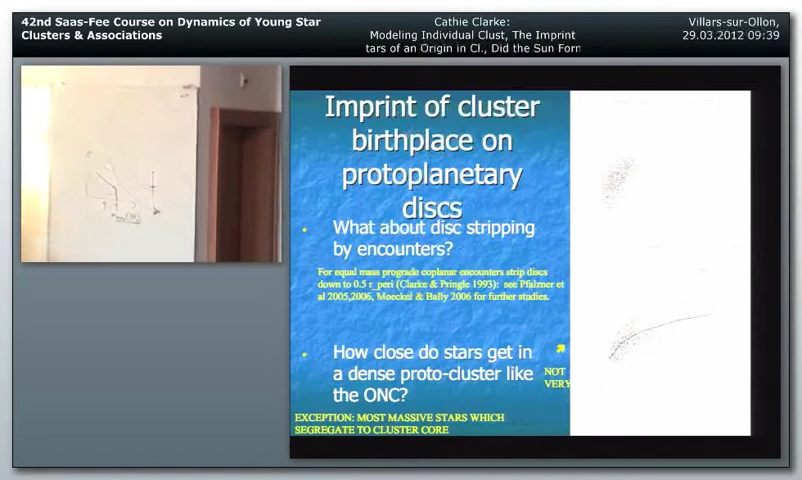 42nd Saas-Fee Course on Dynamics of Young Star
Clusters & Associations
Cathie Clarke:
Modeling Individual Clust, The Imprint
tars of an Origin in Cl., Did the Sun Forn
Villars-sur-Ollon,
29.03.2012 09:39
Imprint of cluster
birthplace on
protoplanetary
discs
• What about disc stripping
by encounters?
For equal mass prograde coplanar encounters strip discs
down to 0.5 r_peri (Clarke & Pringle 1993): see Pfalzner et
al 2005,2006, Moeckel & Bally 2006 for further studies.
• How close do stars get in
a dense proto-cluster like
the ONC?
NOT
VERY
EXCEPTION: MOST MASSIVE STARS WHICH
SEGREGATE TO CLUSTER CORE